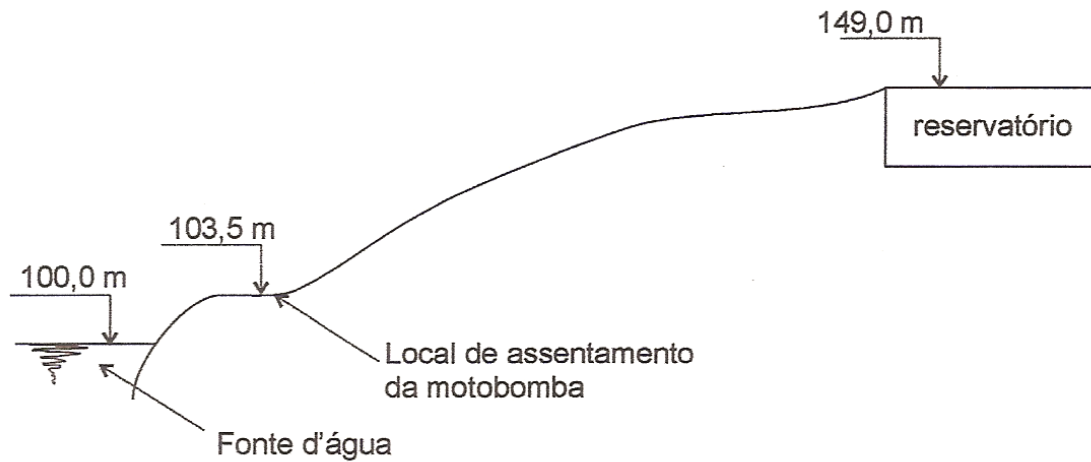 149,0 m
reservatório
103,5 m
100,0 m
Local de assentamento
da motobomba
Fonte d'água